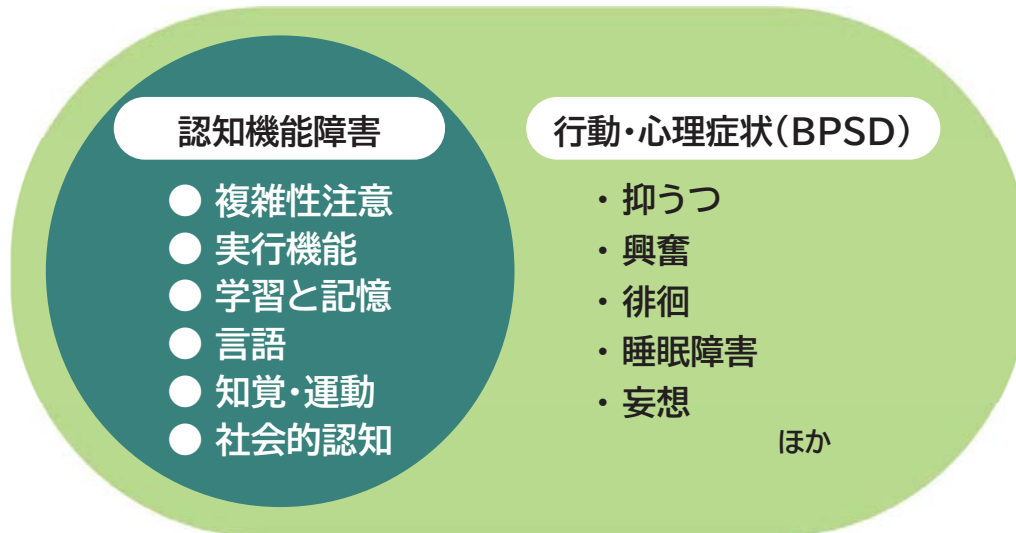 認知機能障害
● 複雑性注意
● 実行機能
● 学習と記憶
● 言語
● 知覚・運動
● 社会的認知
行動・心理症状(BPSD)
・抑うつ
・興奮
・徘徊
・睡眠障害
・妄想
ほか